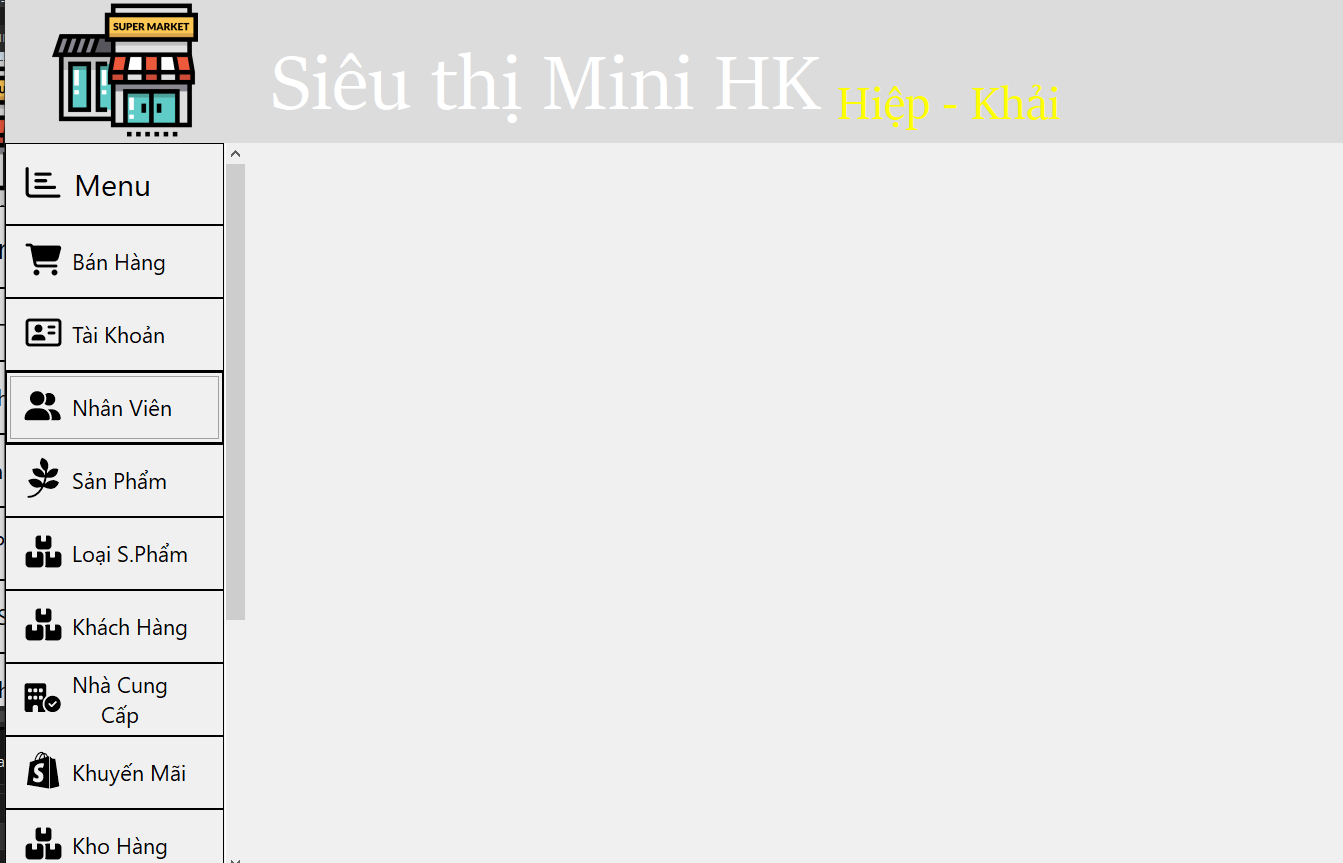 SUPER MARKET
Siêu thị Mini HK
Hiệp - Khải
Menu
Bán Hàng
Tài Khoản
Nhân Viên
Sản Phẩm
Loại S.Phẩm
Khách Hàng
Nhà Cung
Cấp
Khuyến Mãi
Kho Hàng